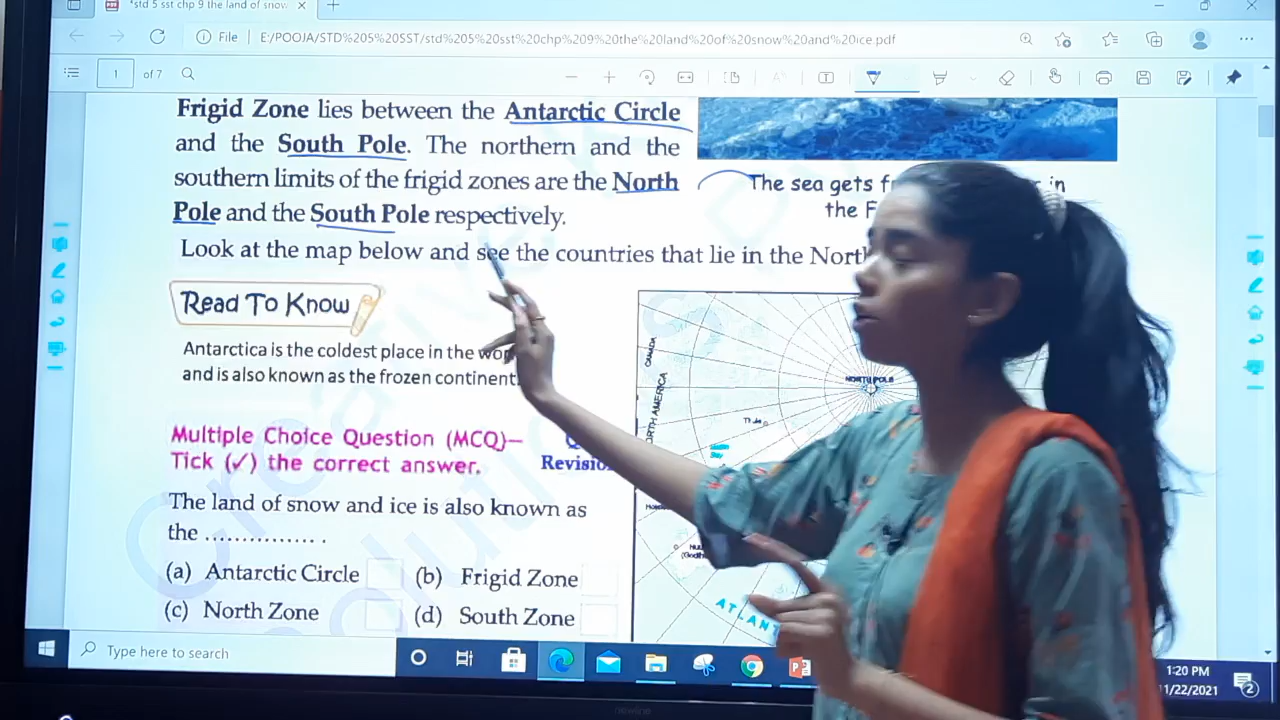 *std 5 sst chp 9 the land of snow
File E:/POOJA/STD%205%20SST/std%205%20sst%20chp%209%20the%20land%20of%20snow%20and%20ice.pdf
1 of 7
Frigid Zone lies between the Antarctic Circle
and the South Pole. The northern and the
southern limits of the frigid zones are the North
Pole and the South Pole respectively.
The sea gets
in
the
Look at the map below and see the countries that lie in the
Read To Know
Antarctica is the coldest place in the
and is also known as the frozen continent.
CANADA
NORTH POLE
Multiple Choice Question (MCQ)–
Tick (✓) the correct answer.
The land of snow and ice is also known as
the ............... .
(a) Antarctic Circle (b) Frigid Zone
(c) North Zone (d) South Zone
Creative
Type here to search
1:20 PM
11/22/2021
2
newline